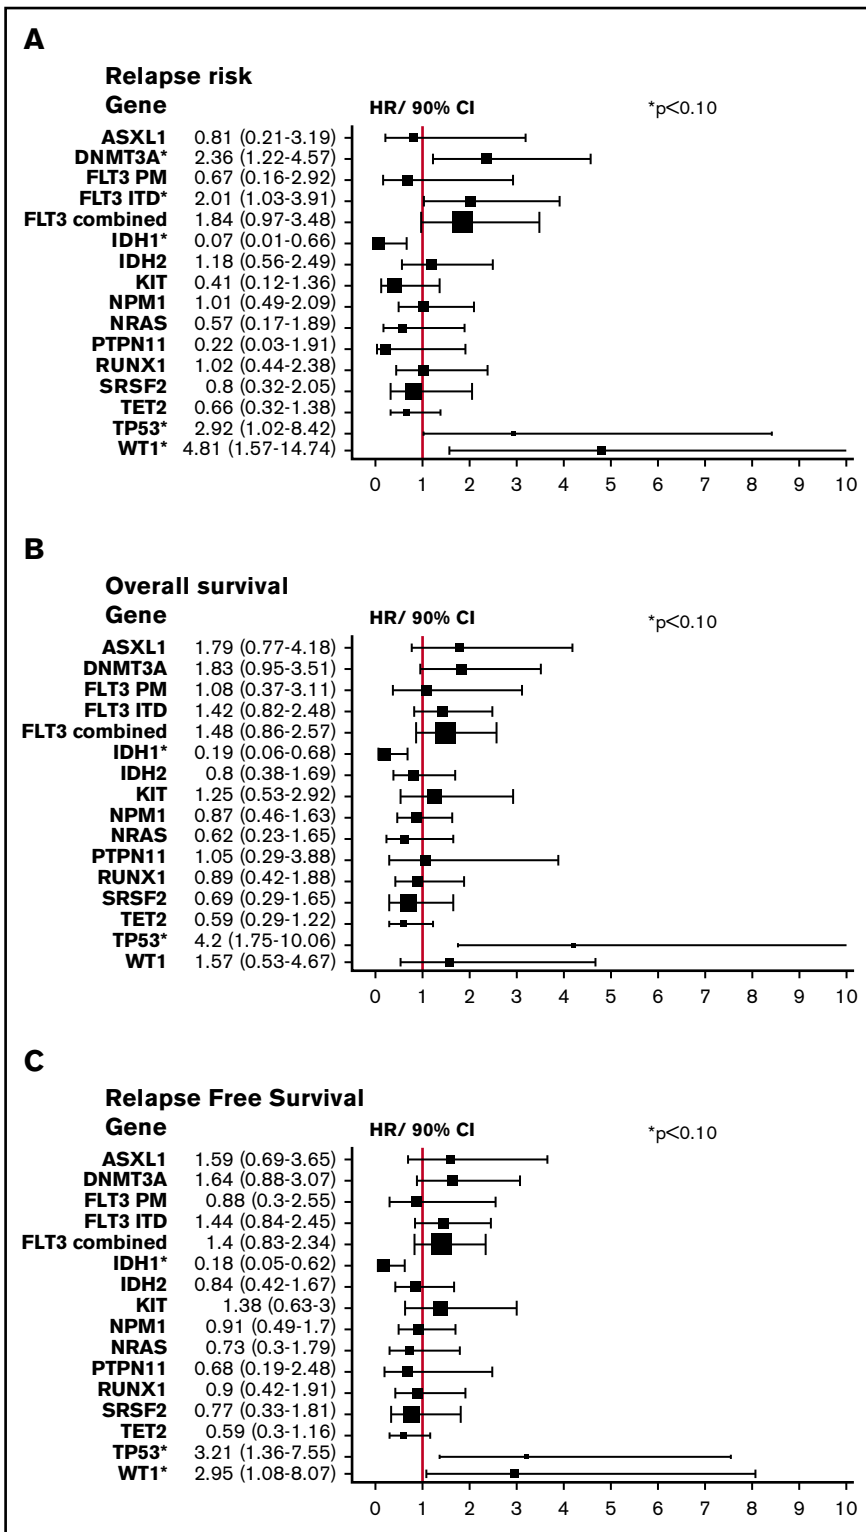 A
Relapse risk
Gene HR/ 90% CI *p<0.10
ASXL1 0.81 (0.21-3.19)
DNMT3A* 2.36 (1.22-4.57)
FLT3 PM 0.67 (0.16-2.92)
FLT3 ITD* 2.01 (1.03-3.91)
FLT3 combined 1.84 (0.97-3.48)
IDH1* 0.07 (0.01-0.66)
IDH2 1.18 (0.56-2.49)
KIT 0.41 (0.12-1.36)
NPM1 1.01 (0.49-2.09)
NRAS 0.57 (0.17-1.89)
PTPN11 0.22 (0.03-1.91)
RUNX1 1.02 (0.44-2.38)
SRSF2 0.8 (0.32-2.05)
TET2 0.66 (0.32-1.38)
TP53* 2.92 (1.02-8.42)
WT1* 4.81 (1.57-14.74)
0 1 2 3 4 5 6 7 8 9 10
B
Overall survival
Gene HR/ 90% CI *p<0.10
ASXL1 1.79 (0.77-4.18)
DNMT3A 1.83 (0.95-3.51)
FLT3 PM 1.08 (0.37-3.11)
FLT3 ITD 1.42 (0.82-2.48)
FLT3 combined 1.48 (0.86-2.57)
IDH1* 0.19 (0.06-0.68)
IDH2 0.8 (0.38-1.69)
KIT 1.25 (0.53-2.92)
NPM1 0.87 (0.46-1.63)
NRAS 0.62 (0.23-1.65)
PTPN11 1.05 (0.29-3.88)
RUNX1 0.89 (0.42-1.88)
SRSF2 0.69 (0.29-1.65)
TET2 0.59 (0.29-1.22)
TP53* 4.2 (1.75-10.06)
WT1 1.57 (0.53-4.67)
0 1 2 3 4 5 6 7 8 9 10
C
Relapse Free Survival
Gene HR/ 90% CI *p<0.10
ASXL1 1.59 (0.69-3.65)
DNMT3A 1.64 (0.88-3.07)
FLT3 PM 0.88 (0.3-2.55)
FLT3 ITD 1.44 (0.84-2.45)
FLT3 combined 1.4 (0.83-2.34)
IDH1* 0.18 (0.05-0.62)
IDH2 0.84 (0.42-1.67)
KIT 1.38 (0.63-3)
NPM1 0.91 (0.49-1.7)
NRAS 0.73 (0.3-1.79)
PTPN11 0.68 (0.19-2.48)
RUNX1 0.9 (0.42-1.91)
SRSF2 0.77 (0.33-1.81)
TET2 0.59 (0.3-1.16)
TP53* 3.21 (1.36-7.55)
WT1* 2.95 (1.08-8.07)
0 1 2 3 4 5 6 7 8 9 10